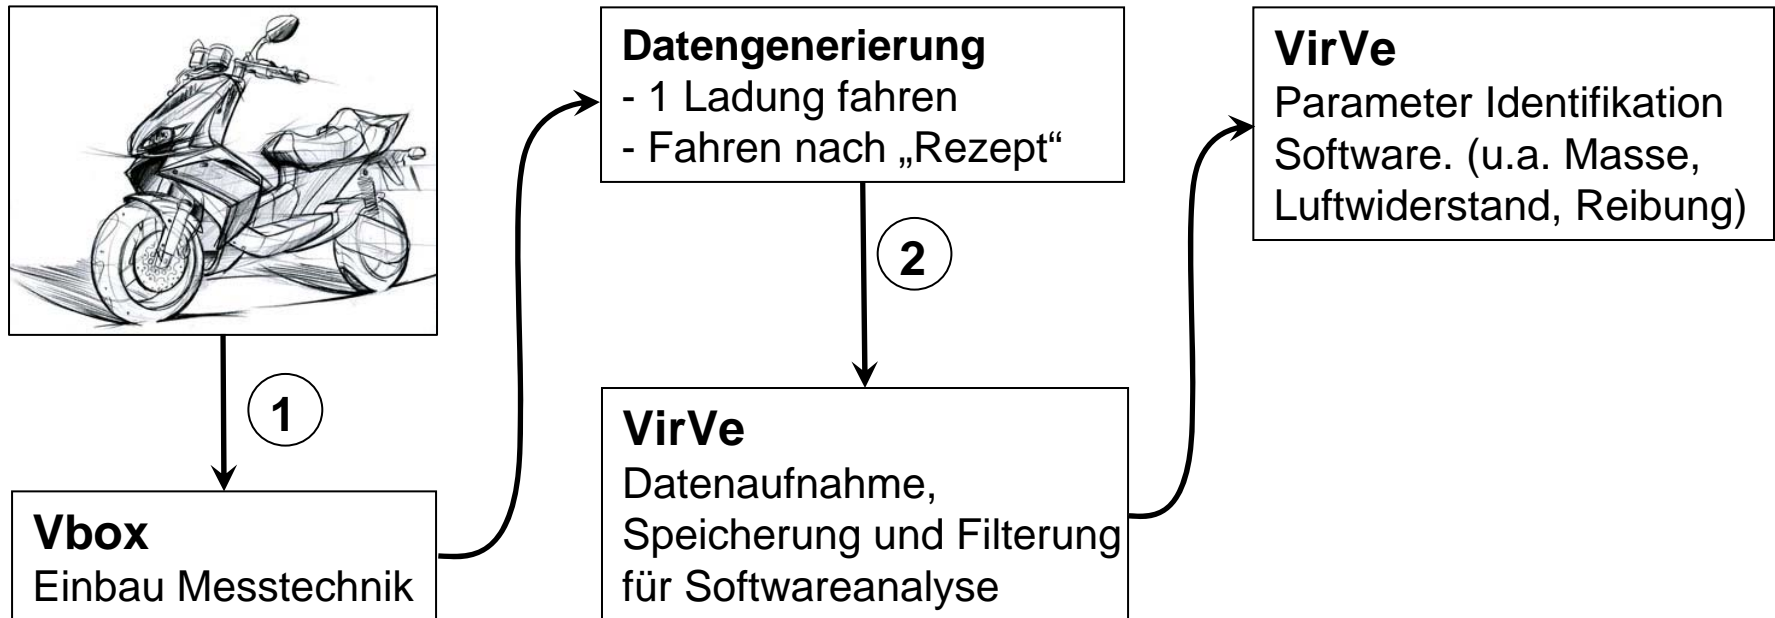 1
Vbox
Einbau Messtechnik
Datengenerierung
- 1 Ladung fahren
- Fahren nach „Rezept“
2
VirVe
Datenaufnahme,
Speicherung und Filterung
für Softwareanalyse
VirVe
Parameter Identifikation
Software. (u.a. Masse,
Luftwiderstand, Reibung)